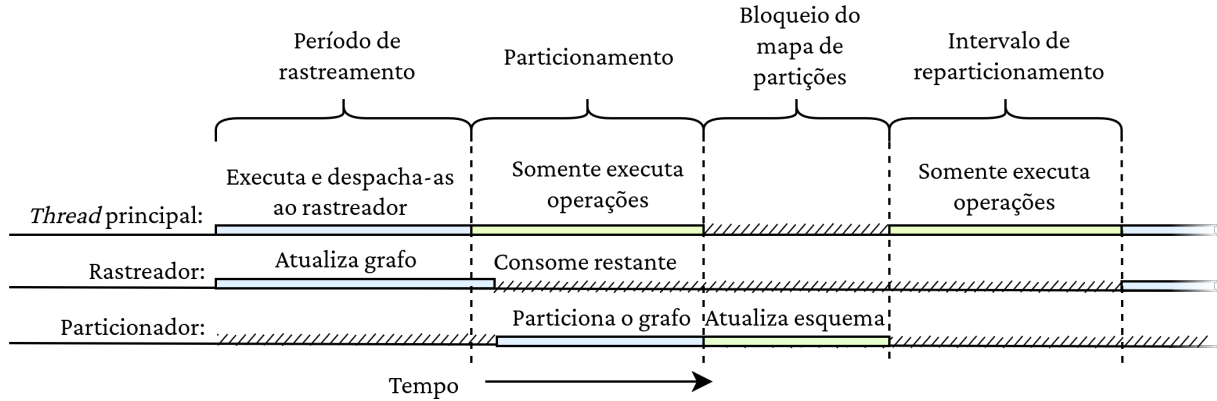 Período de
rastreamento
Particionamento
Bloqueio do
mapa de
partições
Intervalo de
reparticionamento
Executa e despacha-as
ao rastreador
Somente executa
operações
Somente executa
operações
Thread principal:
Atualiza grafo
Consome restante
Rastreador:
Particiona o grafo
Atualiza esquema
Particionador:
Tempo